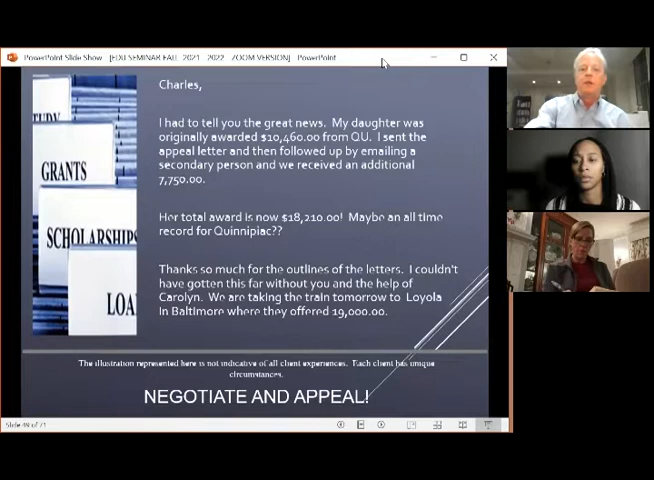 PowerPoint Slide Show - [EDU SEMINAR FALL 2021 - 2022 ZOOM VERSION] - PowerPoint
GRANTS
SCHOLARSHIPS
LOA
Charles,
I had to tell you the great news. My daughter was
originally awarded $10,460.00 from QU. I sent the
appeal letter and then followed up by emailing a
secondary person and we received an additional
7,750.00.
Her total award is now $18,210.00! Maybe an all time
record for Quinnipiac??
Thanks so much for the outlines of the letters. I couldn't
have gotten this far without you and the help of
Carolyn. We are taking the train tomorrow to Loyola
in Baltimore where they offered 19,000.00.
The illustration represented here is not indicative of all client experiences. Each client has unique
circumstances.
NEGOTIATE AND APPEAL!
Slide 49 of 71